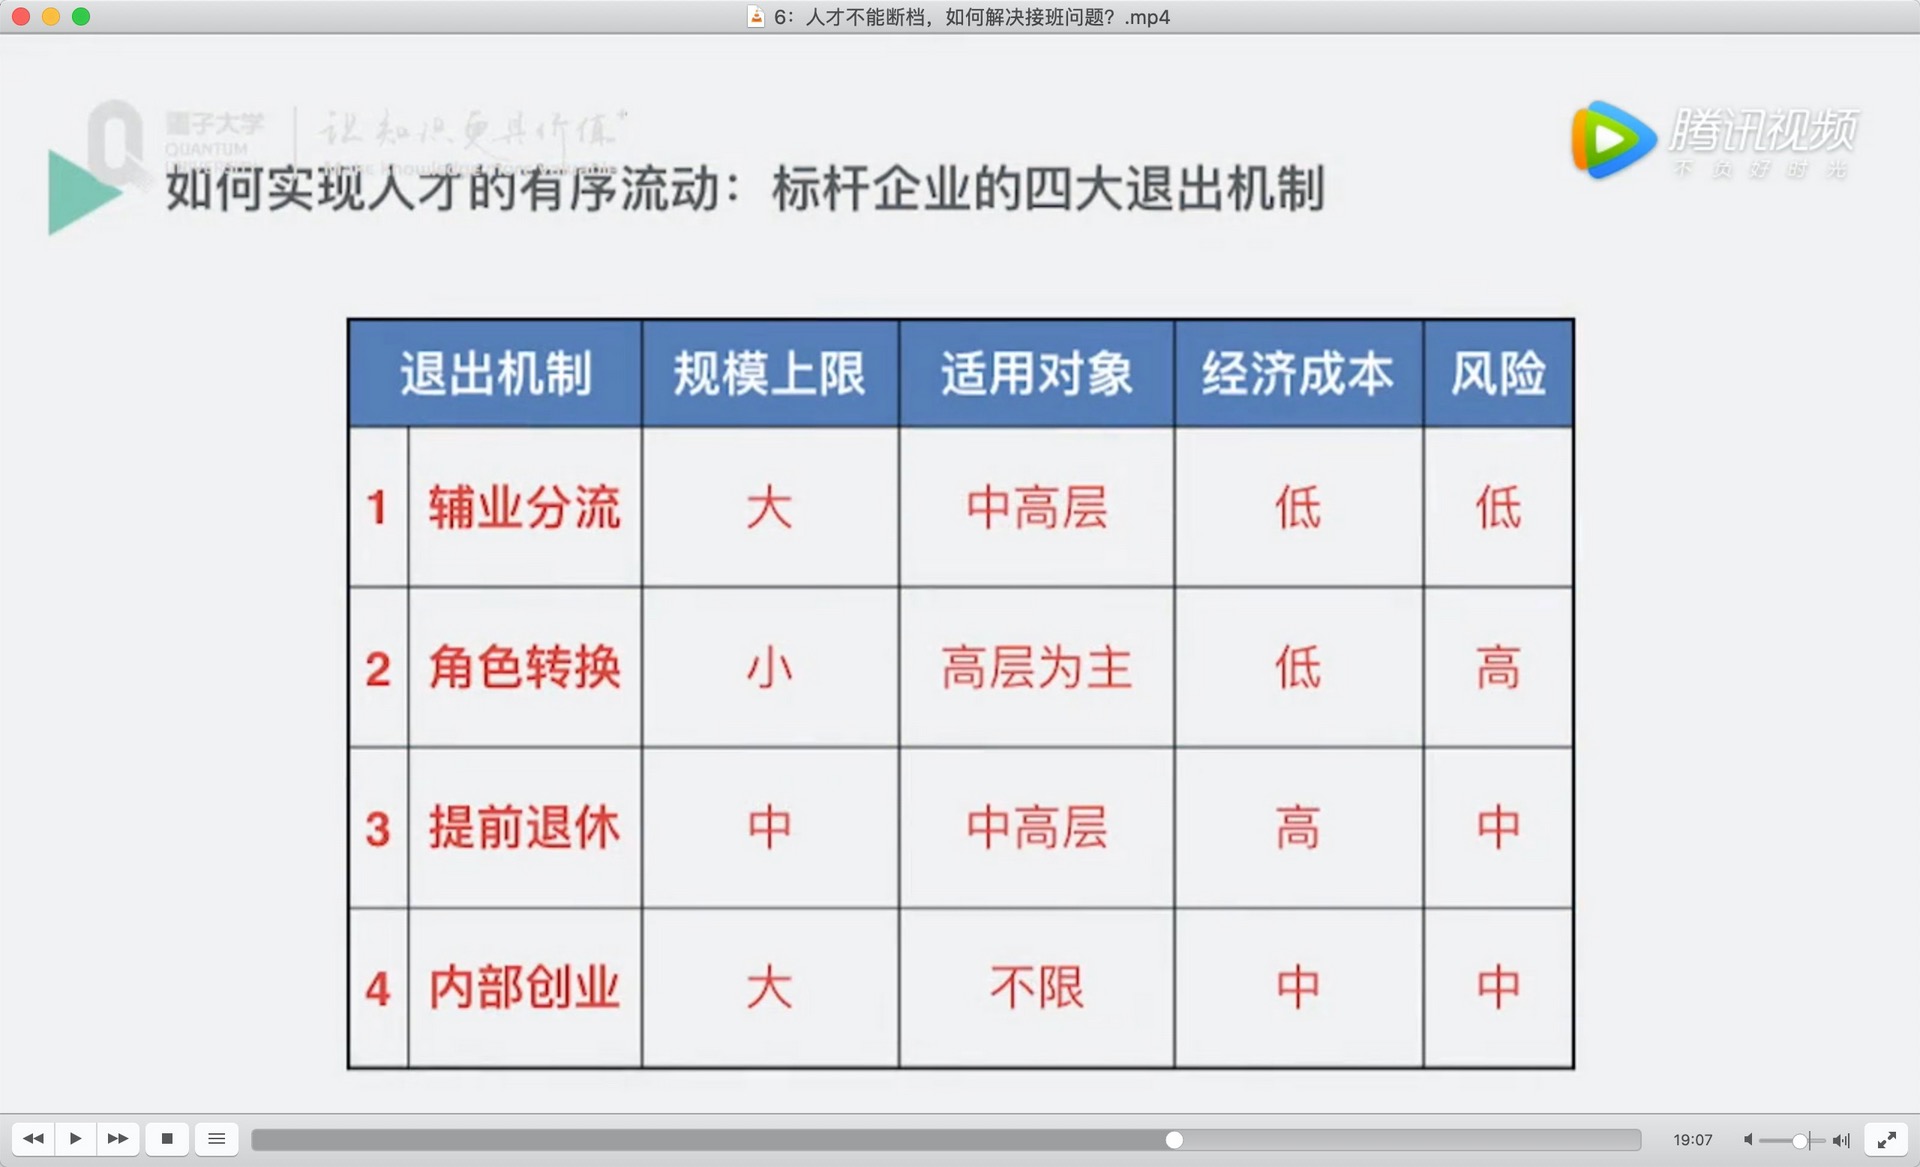 6：人才不能断档，如何解决接班问题？.mp4
量子大学
QUANTUM
UNIVERSITY
让知识更具价值
腾讯视频
不负好时光
如何实现人才的有序流动：标杆企业的四大退出机制
退出机制 规模上限 适用对象 经济成本 风险
1 辅业分流 大 中高层 低 低
2 角色转换 小 高层为主 低 高
3 提前退休 中 中高层 高 中
4 内部创业 大 不限 中 中
19:07